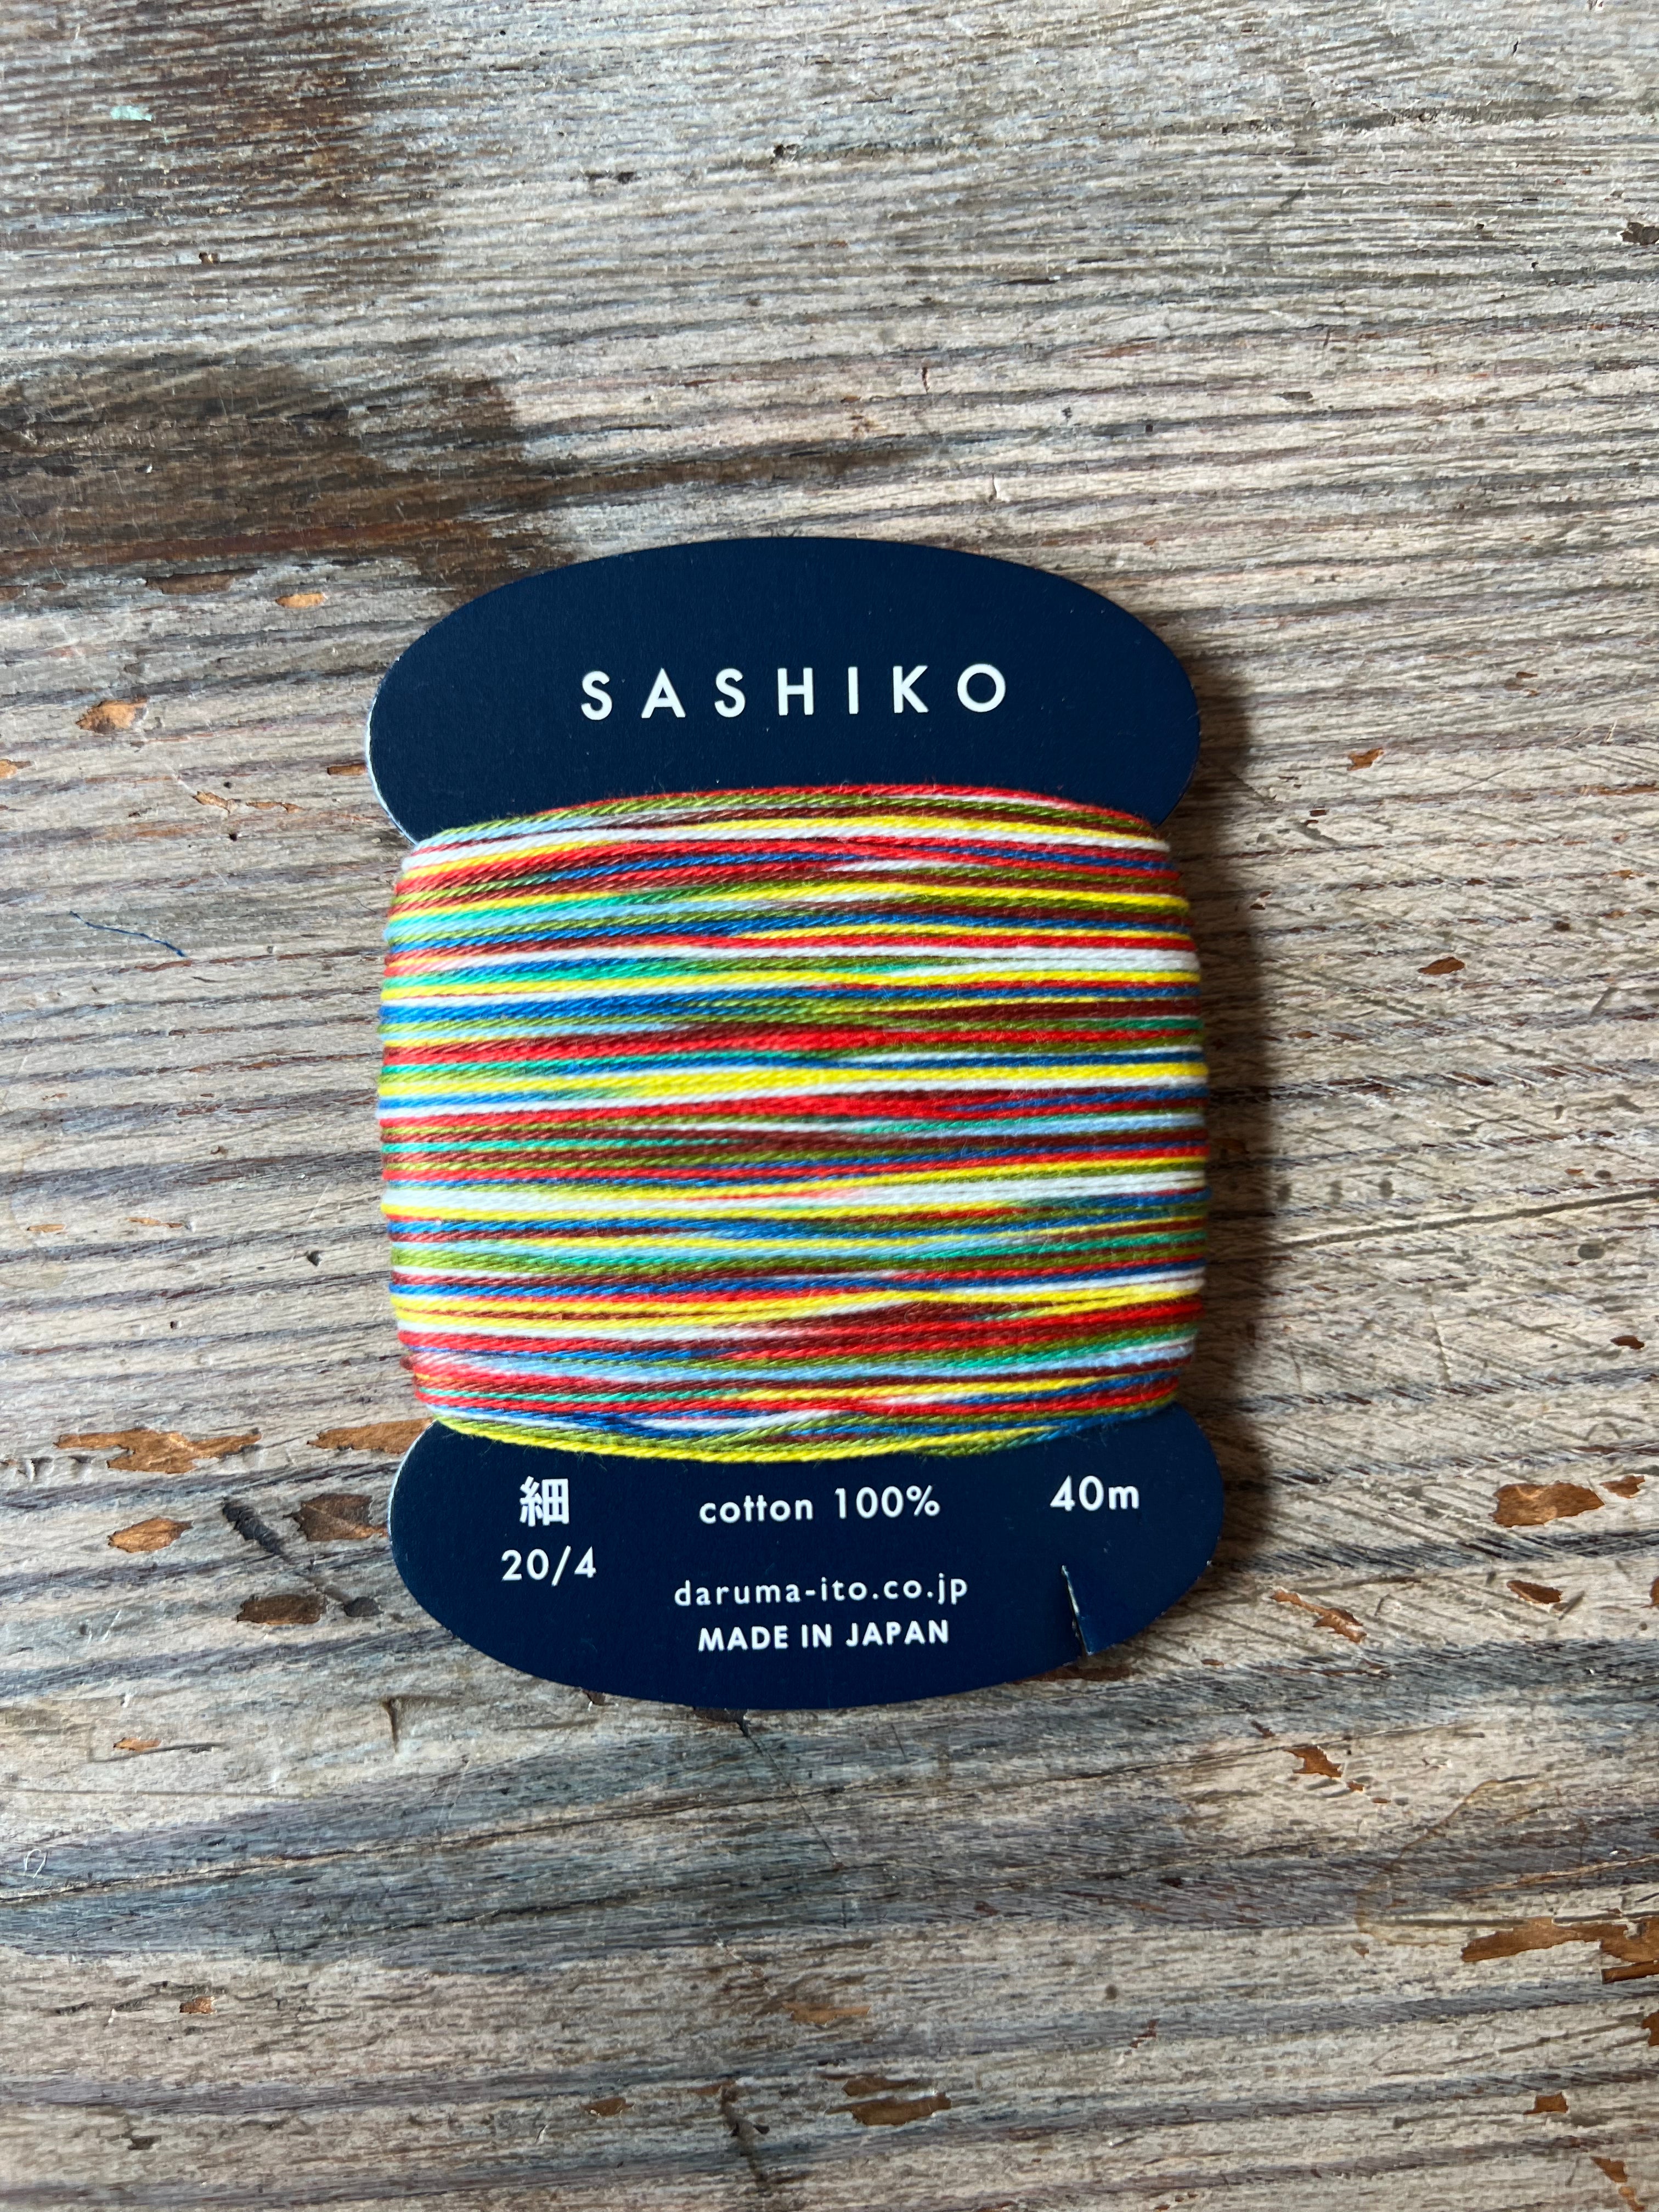 SASHIKO
細 cotton 100% 40m
20/4
daruma-ito.co.jp
MADE IN JAPAN